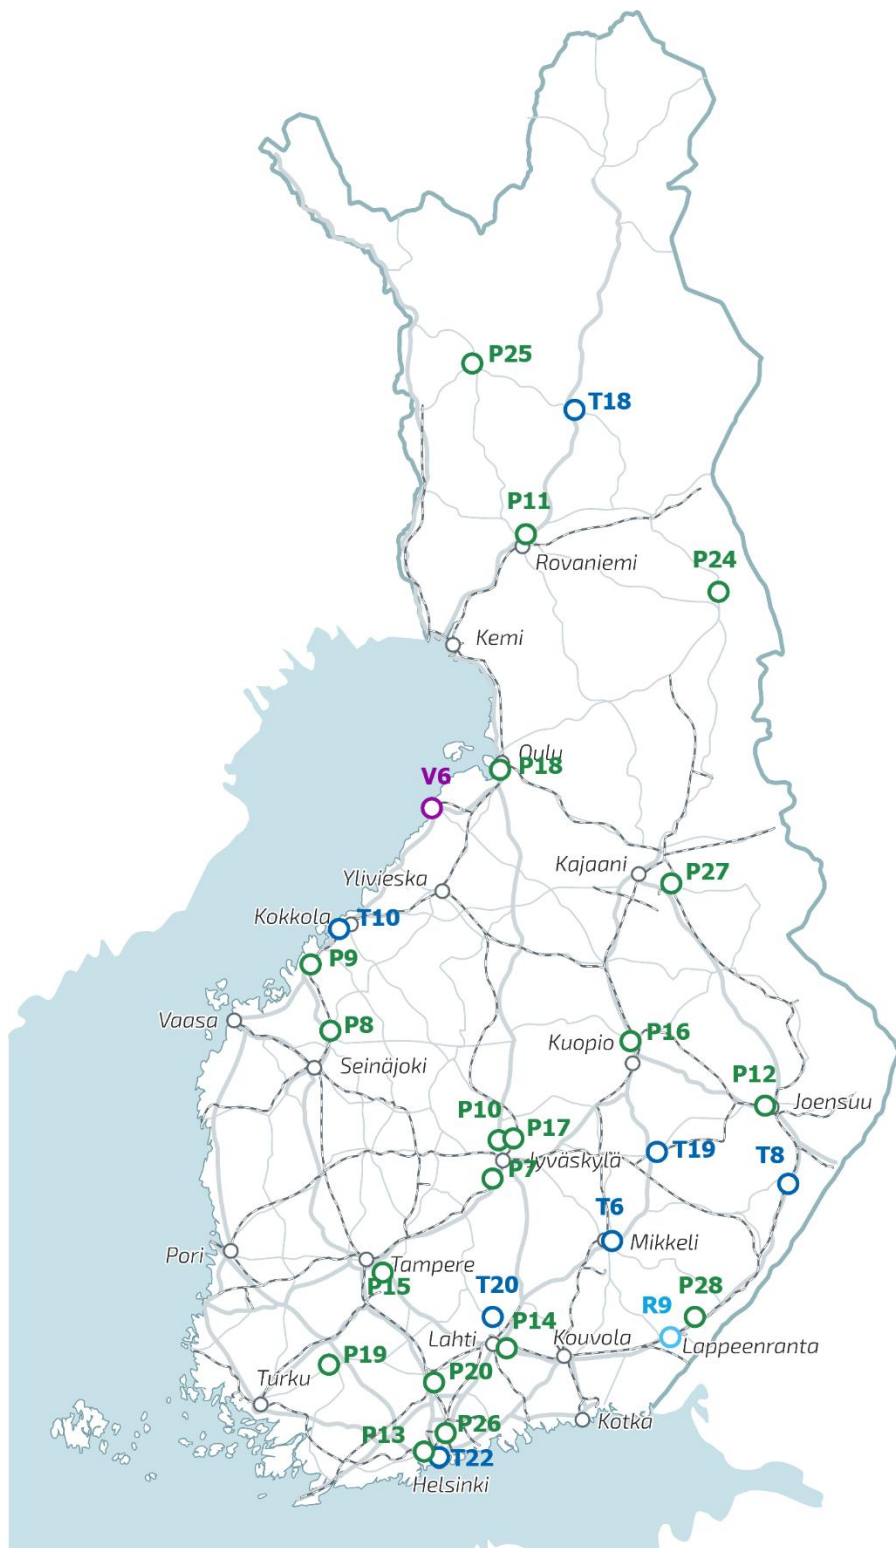 P25
T18
P11
Rovaniemi
P24
Kemi
Oulu
P18
V6
Kajaani
P27
Ylivieska
Kokkola
T10
P9
Vaasa
P8
Kuopio
P16
Seinäjoki
P12
Joensuu
P10
P17
Jyväskylä
T19
T8
P7
T6
Mikkeli
Pori
Tampere
P15
T20
P28
R9
P14
Lahti
Kouvola
Lappeenranta
P19
Turku
P20
Kotka
P26
P13
T22
Helsinki